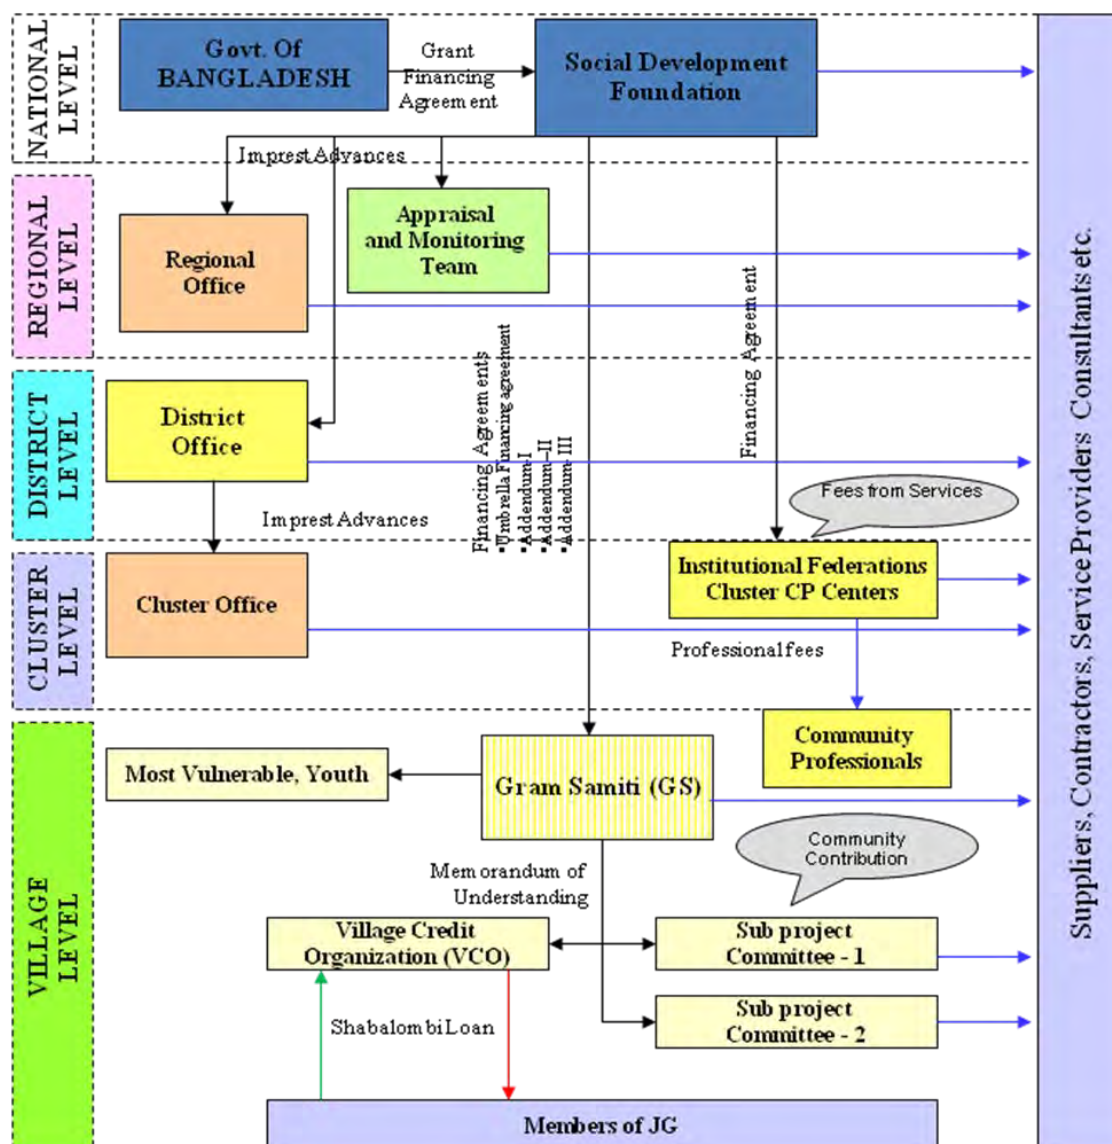 NATIONAL
LEVEL
Govt. Of
BANGLADESH
Grant
Financing
Agreement
Social Development
Foundation
Imprest Advances
REGIONAL
LEVEL
Regional
Office
Appraisal
and Monitoring
Team
Financing Agreements
▪Umbrella Financing agreement
▪Addendum-I
▪Addendum–II
▪Addendum-III
Financing Agreement
DISTRICT
LEVEL
District
Office
Imprest Advances
Fees from Services
CLUSTER
LEVEL
Cluster Office
Institutional Federations
Cluster CP Centers
Professional fees
VILLAGE
LEVEL
Most Vulnerable, Youth
Gram Samiti (GS)
Community
Professionals
Community
Contribution
Memorandum of
Understanding
Village Credit
Organization (VCO)
Sub project
Committee - 1
Sub project
Committee - 2
Shabalombi Loan
Members of JG
Suppliers, Contractors, Service Providers Consultants etc.